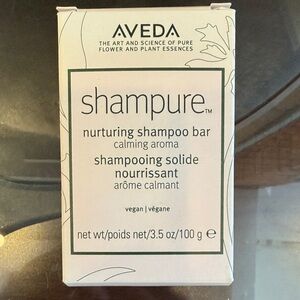 AVEDA
THE ART AND SCIENCE OF PURE
FLOWER AND PLANT ESSENCES
shampure™
nurturing shampoo bar
calming aroma
shampooing solide
nourrissant
arôme calmant
vegan | végane
net wt/poids net/3.5 oz/100 g ℮